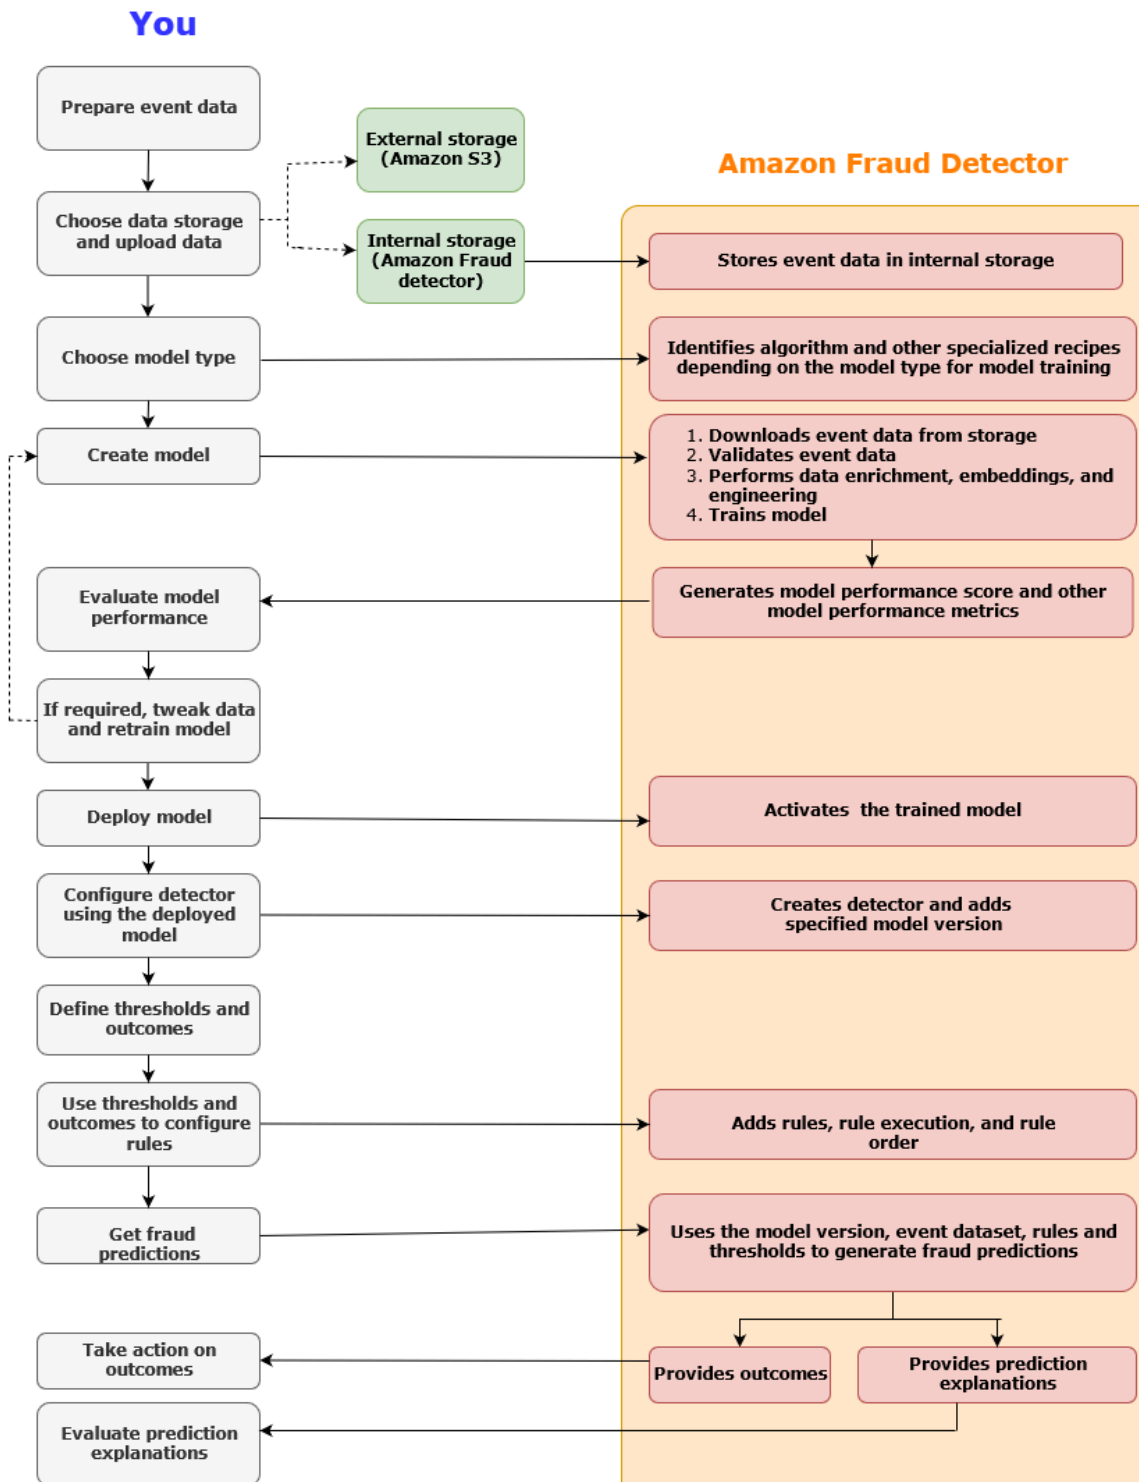 You
Prepare event data
External storage
(Amazon S3)
Amazon Fraud Detector
Choose data storage
and upload data
Internal storage
(Amazon Fraud
detector)
Stores event data in internal storage
Choose model type
Identifies algorithm and other specialized recipes
depending on the model type for model training
Create model
1. Downloads event data from storage
2. Validates event data
3. Performs data enrichment, embeddings, and
engineering
4. Trains model
Evaluate model
performance
Generates model performance score and other
model performance metrics
If required, tweak data
and retrain model
Deploy model
Activates the trained model
Configure detector
using the deployed
model
Creates detector and adds
specified model version
Define thresholds and
outcomes
Use thresholds and
outcomes to configure
rules
Adds rules, rule execution, and rule
order
Get fraud
predictions
Uses the model version, event dataset, rules and
thresholds to generate fraud predictions
Take action on
outcomes
Provides outcomes
Provides prediction
explanations
Evaluate prediction
explanations